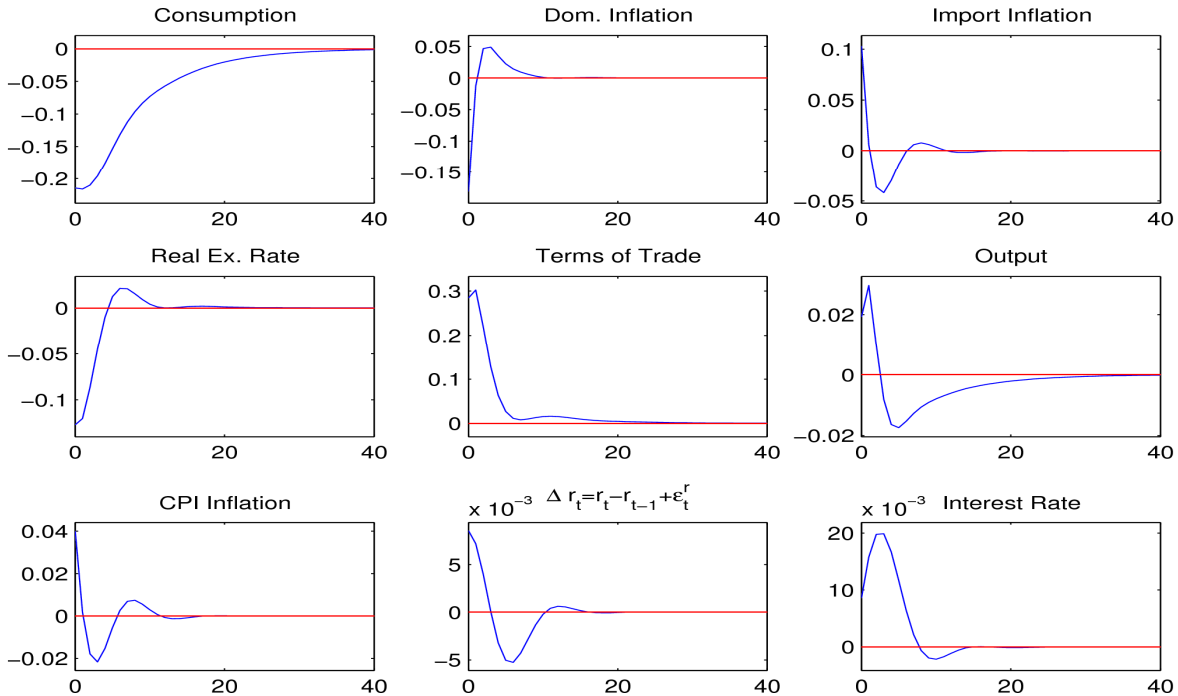 Consumption
Dom. Inflation
Import Inflation
0
−0.05
−0.1
−0.15
−0.2
0 20 40
0.05
0
−0.05
−0.1
−0.15
0 20 40
0.1
0.05
0
−0.05
0 20 40
Real Ex. Rate
Terms of Trade
Output
0
−0.05
−0.1
0 20 40
0.3
0.2
0.1
0
0 20 40
0.02
0
−0.02
0 20 40
CPI Inflation
× 10⁻³ Δ rₜ=rₜ−rₜ₋₁+εₜʳ
× 10⁻³ Interest Rate
0.04
0.02
0
−0.02
0 20 40
5
0
−5
0 20 40
20
10
0
0 20 40